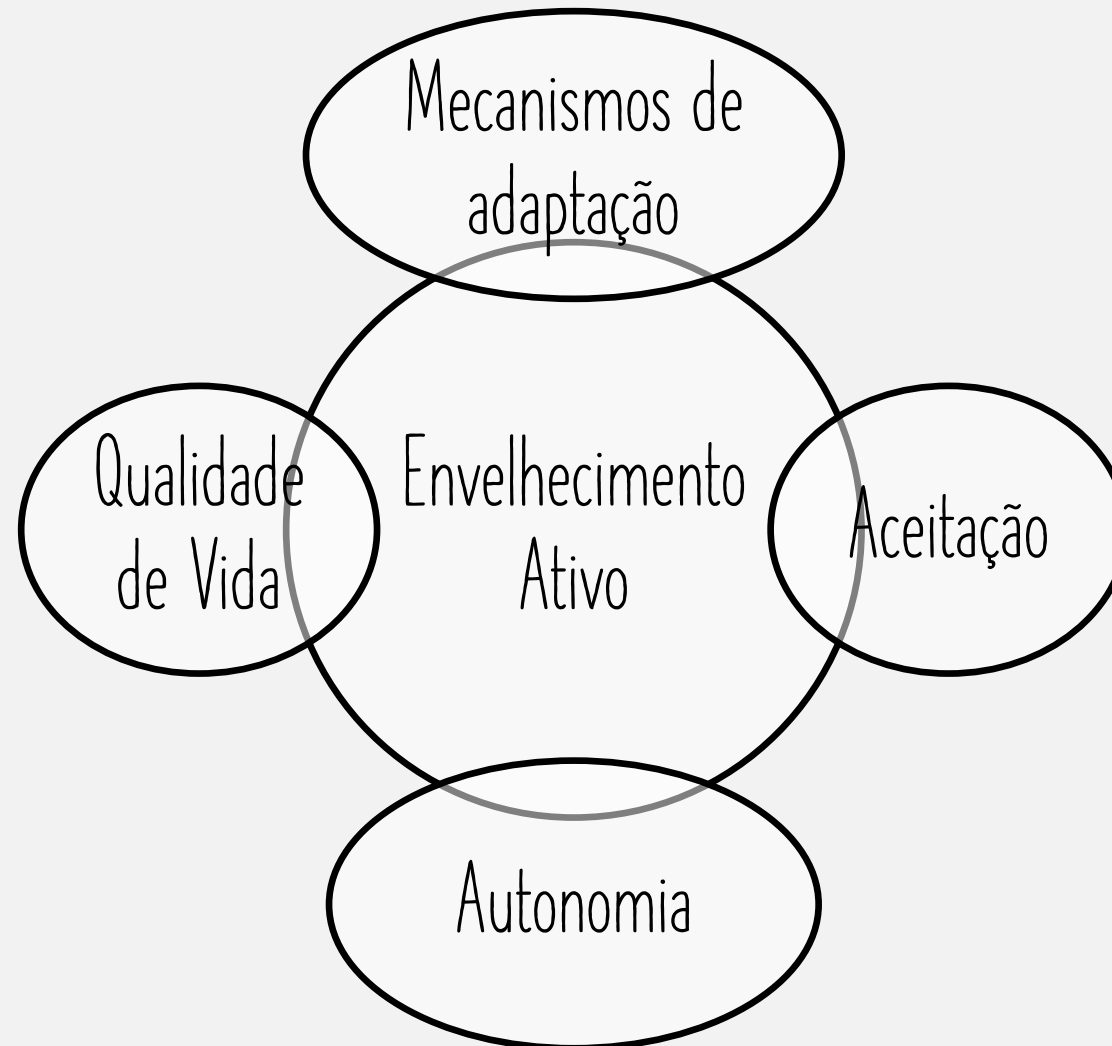 Mecanismos de
adaptação
Qualidade
de Vida
Envelhecimento
Ativo
Aceitação
Autonomia